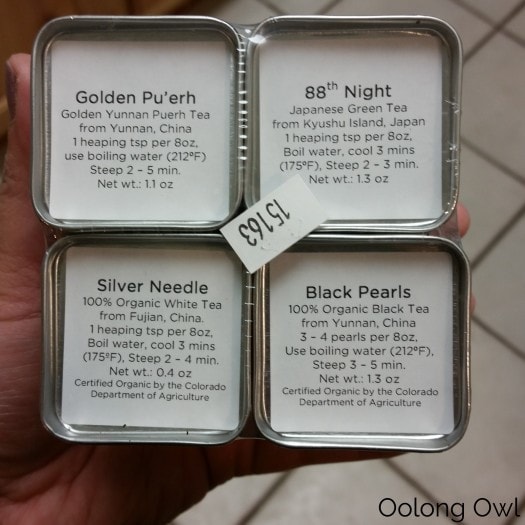 Golden Pu'erh
Golden Yunnan Puerh Tea
from Yunnan, China
1 heaping tsp per 8oz,
use boiling water (212ºF)
Steep 2 – 5 min.
Net wt.: 1.1 oz
88th Night
Japanese Green Tea
from Kyushu Island, Japan
1 heaping tsp per 8oz,
Boil water, cool 3 mins
(175ºF), Steep 2 – 3 min.
Net wt.: 1.3 oz
15163
Silver Needle
100% Organic White Tea
from Fujian, China.
1 heaping tsp per 8oz,
Boil water, cool 3 mins
(175ºF), Steep 2 – 4 min.
Net wt.: 0.4 oz
Certified Organic by the Colorado
Department of Agriculture
Black Pearls
100% Organic Black Tea
from Yunnan, China
3 – 4 pearls per 8oz,
Use boiling water (212ºF),
Steep 3 – 5 min.
Net wt.: 1.3 oz
Certified Organic by the Colorado
Department of Agriculture
Oolong Owl